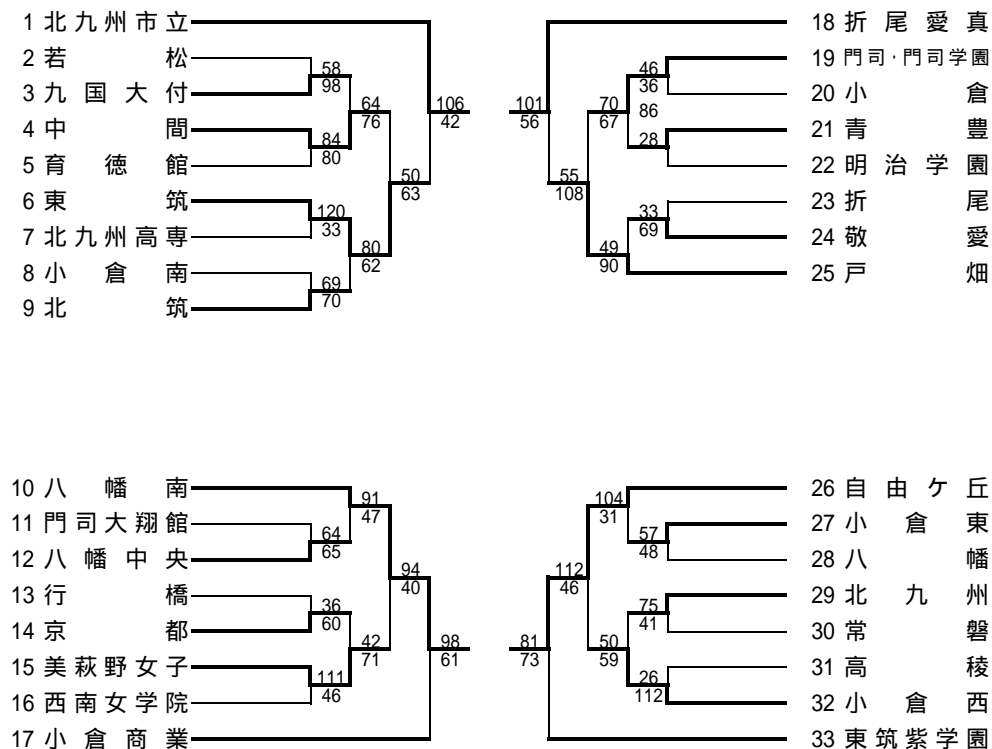 1 北九州市立
2 若松
3 九国大付
4 中間
5 育徳館
6 東筑
7 北九州高専
8 小倉南
9 北筑
58
98
84
80
120
33
69
70
64
76
80
62
50
63
106
42
18 折尾愛真
19 門司・門司学園
20 小倉
21 青豊
22 明治学園
23 折尾
24 敬愛
25 戸畑
101
56
55
108
70
67
49
90
46
36
86
28
33
69
10 八幡南
11 門司大翔館
12 八幡中央
13 行橋
14 京都
15 美萩野女子
16 西南女学院
17 小倉商業
64
65
36
60
111
46
91
47
42
71
94
40
98
61
26 自由ケ丘
27 小倉東
28 八幡
29 北九州
30 常磐
31 高稜
32 小倉西
33 東筑紫学園
81
73
112
46
104
31
50
59
57
48
75
41
26
112